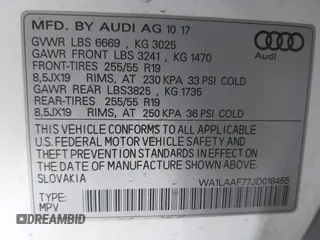 MFD. BY AUDI AG 10 17
GVWR LBS 6669 , KG 3025
GAWR FRONT LBS 3241 , KG 1470
FRONT-TIRES 255/55 R19
8,5JX19 RIMS, AT 230 KPA 33 PSI COLD
GAWR REAR LBS3825 , KG 1735
REAR-TIRES 255/55 R19
8,5JX19 RIMS, AT 250 KPA 36 PSI COLD
Audi
THIS VEHICLE CONFORMS TO ALL APPLICABLE
U.S. FEDERAL MOTOR VEHICLE SAFETY AND
THEFT PREVENTION STANDARDS IN EFFECT ON
THE DATE OF MANUFACTURE SHOWN ABOVE.
SLOVAKIA
WA1LAAF77JD018455
TYPE:
MPV